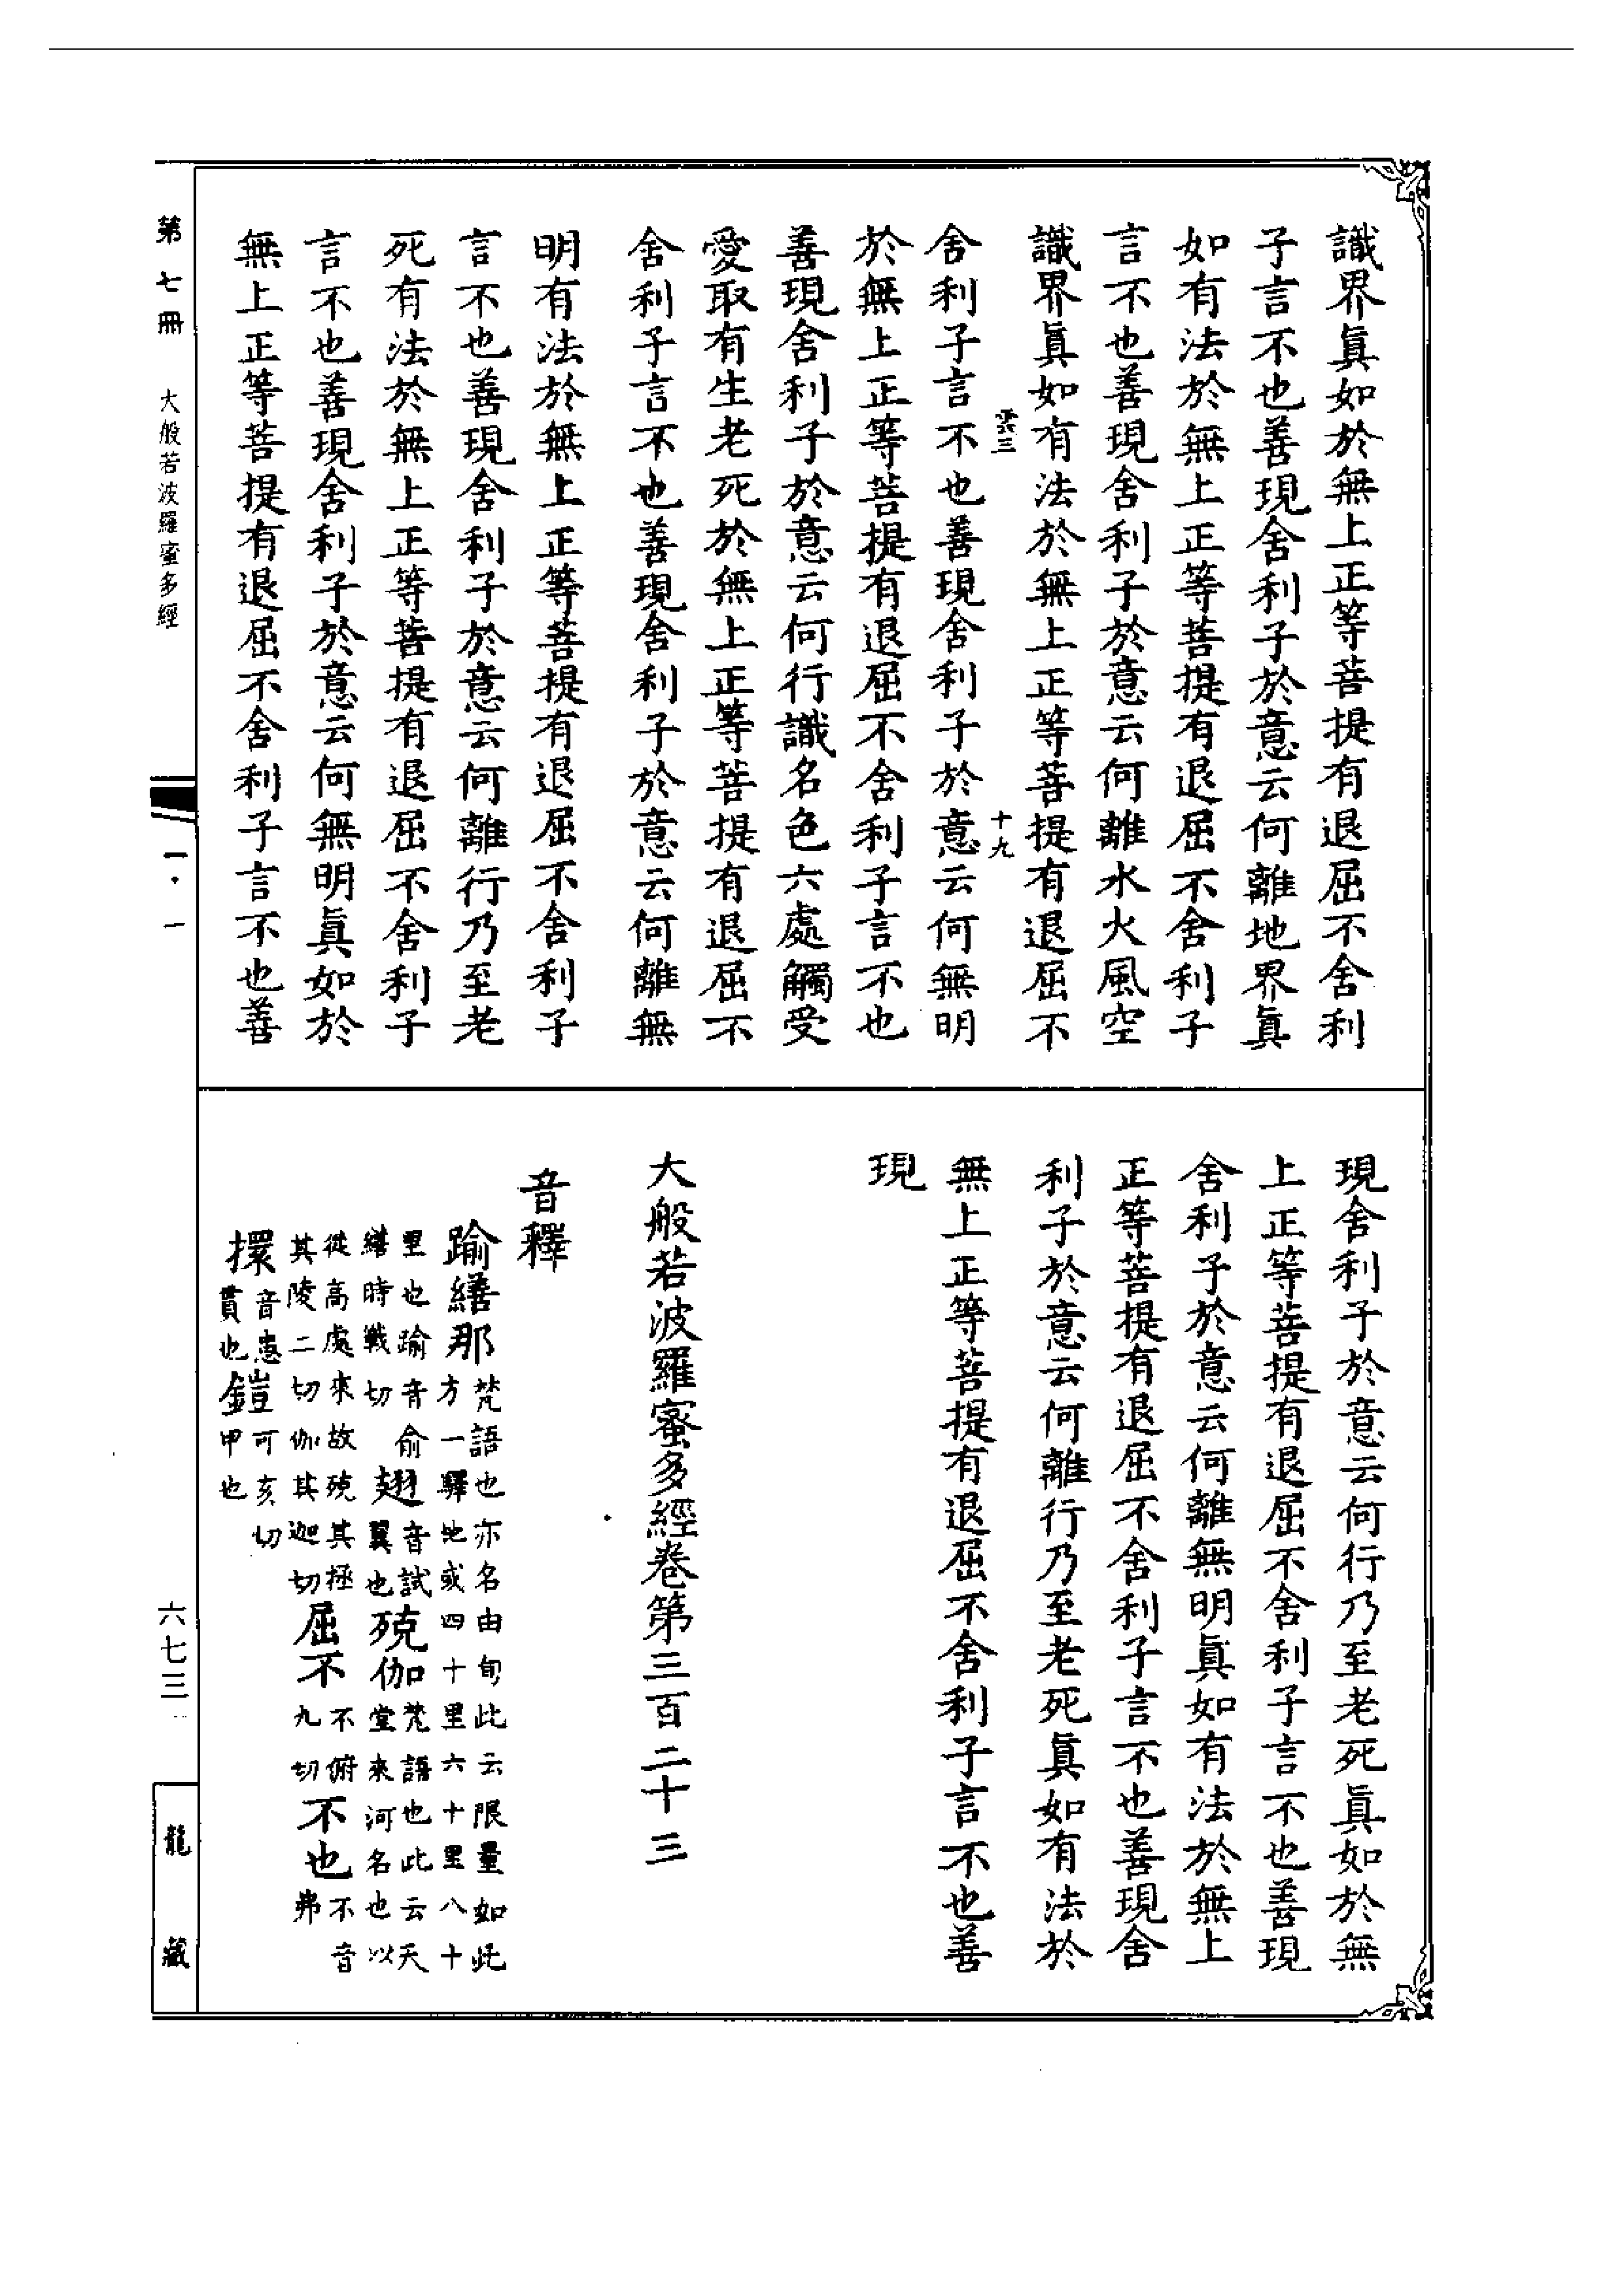 識界真如於無上正等菩提有退屈不舍利
子言不也善現舍利子於意云何離地界真
如有法於無上正等菩提有退屈不舍利子
言不也善現舍利子於意云何離水火風空
識界真如有法於無上正等菩提有退屈不
十九
舍利子言不也善現舍利子於意云何無明
於無上正等菩提有退屈不舍利子言不也
善現舍利子於意云何行識名色六處觸受
愛取有生老死於無上正等菩提有退屈不
舍利子言不也善現舍利子於意云何離無
明有法於無上正等菩提有退屈不舍利子
言不也善現舍利子於意云何離行乃至老
死有法於無上正等菩提有退屈不舍利子
言不也善現舍利子於意云何無明真如於
無上正等菩提有退屈不舍利子言不也善
現舍利子於意云何行乃至老死真如於無
上正等菩提有退屈不舍利子言不也善現
舍利子於意云何離無明真如有法於無上
正等菩提有退屈不舍利子言不也善現舍
利子於意云何離行乃至老死真如有法於
無上正等菩提有退屈不舍利子言不也善
現
大般若波羅蜜多經卷第三百二十三
音釋
踰繕那梵語也亦名由旬此云限量如此方一驛地或四十里六十里八十
里也踰音俞繕時戰切翅音試翼也殑伽梵語也此云天堂來河名也以
從高處來故殑其拯其陵二切伽其迦切屈不不俯九切不也不音弗
擐音患貫也鎧可亥切甲也
第七冊 大般若波羅蜜多經
一·一
六七三
龍藏